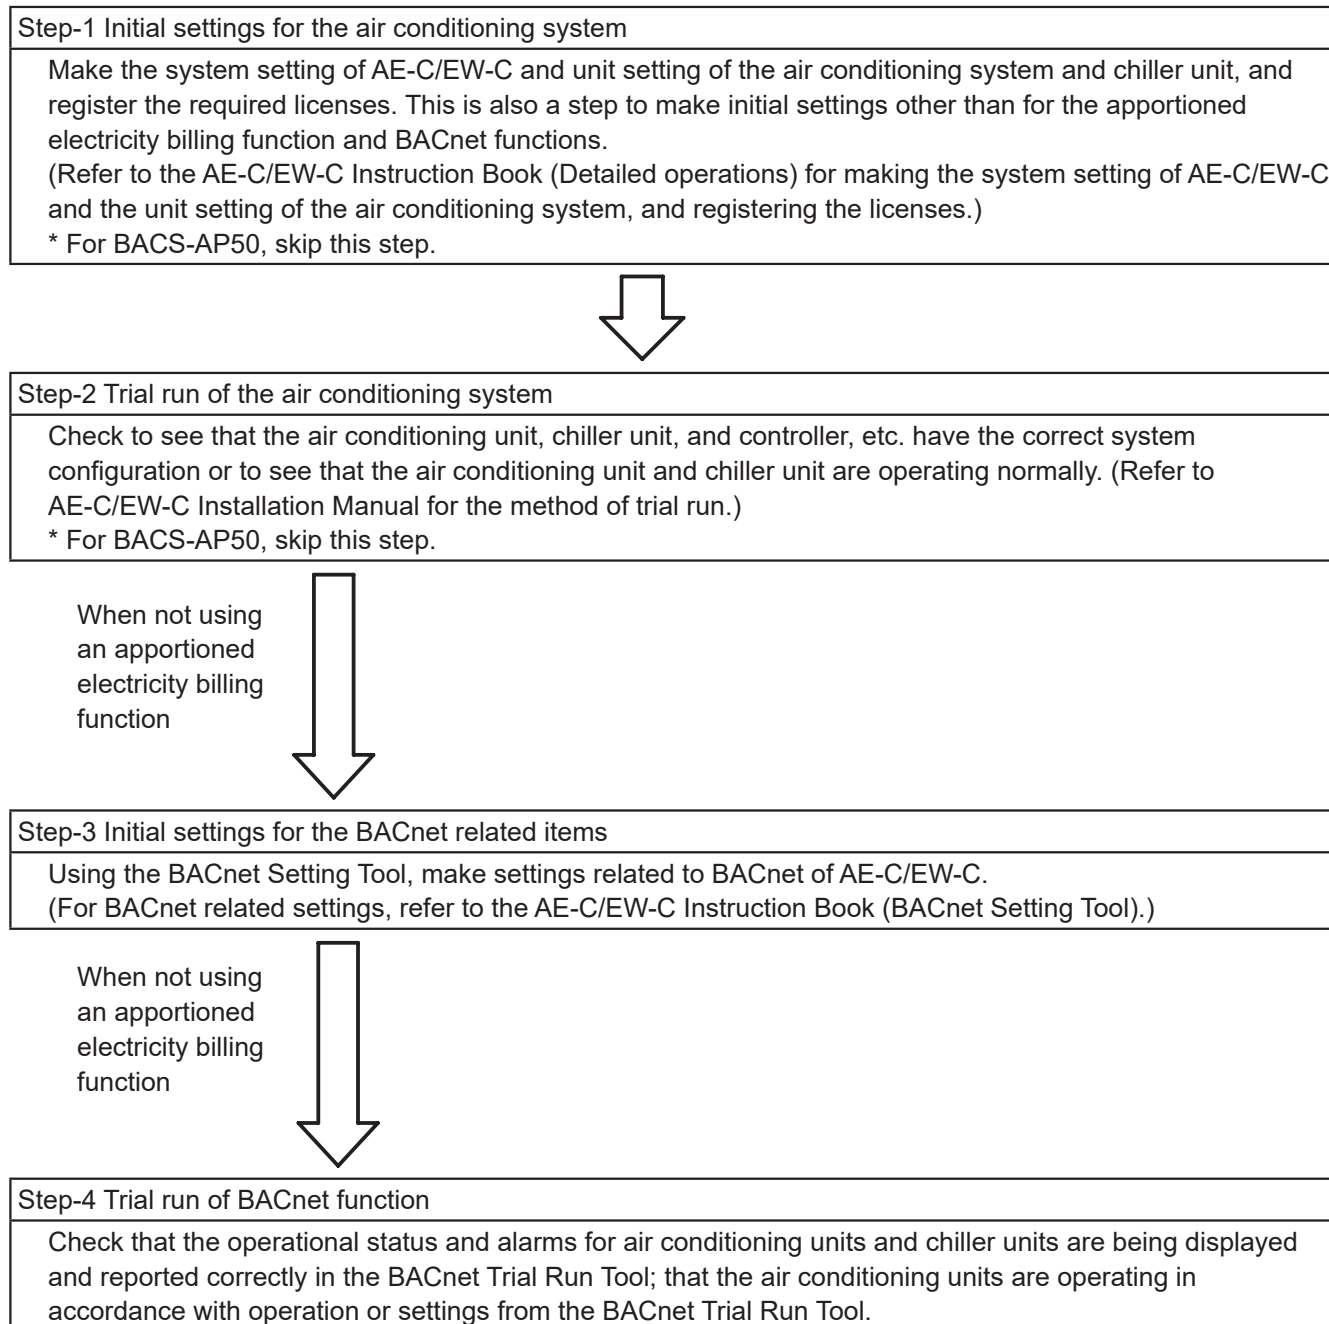 Step-1 Initial settings for the air conditioning system
Make the system setting of AE-C/EW-C and unit setting of the air conditioning system and chiller unit, and
register the required licenses. This is also a step to make initial settings other than for the apportioned
electricity billing function and BACnet functions.
(Refer to the AE-C/EW-C Instruction Book (Detailed operations) for making the system setting of AE-C/EW-C
and the unit setting of the air conditioning system, and registering the licenses.)
* For BACS-AP50, skip this step.
Step-2 Trial run of the air conditioning system
Check to see that the air conditioning unit, chiller unit, and controller, etc. have the correct system
configuration or to see that the air conditioning unit and chiller unit are operating normally. (Refer to
AE-C/EW-C Installation Manual for the method of trial run.)
* For BACS-AP50, skip this step.
When not using
an apportioned
electricity billing
function
Step-3 Initial settings for the BACnet related items
Using the BACnet Setting Tool, make settings related to BACnet of AE-C/EW-C.
(For BACnet related settings, refer to the AE-C/EW-C Instruction Book (BACnet Setting Tool).)
When not using
an apportioned
electricity billing
function
Step-4 Trial run of BACnet function
Check that the operational status and alarms for air conditioning units and chiller units are being displayed
and reported correctly in the BACnet Trial Run Tool; that the air conditioning units are operating in
accordance with operation or settings from the BACnet Trial Run Tool.